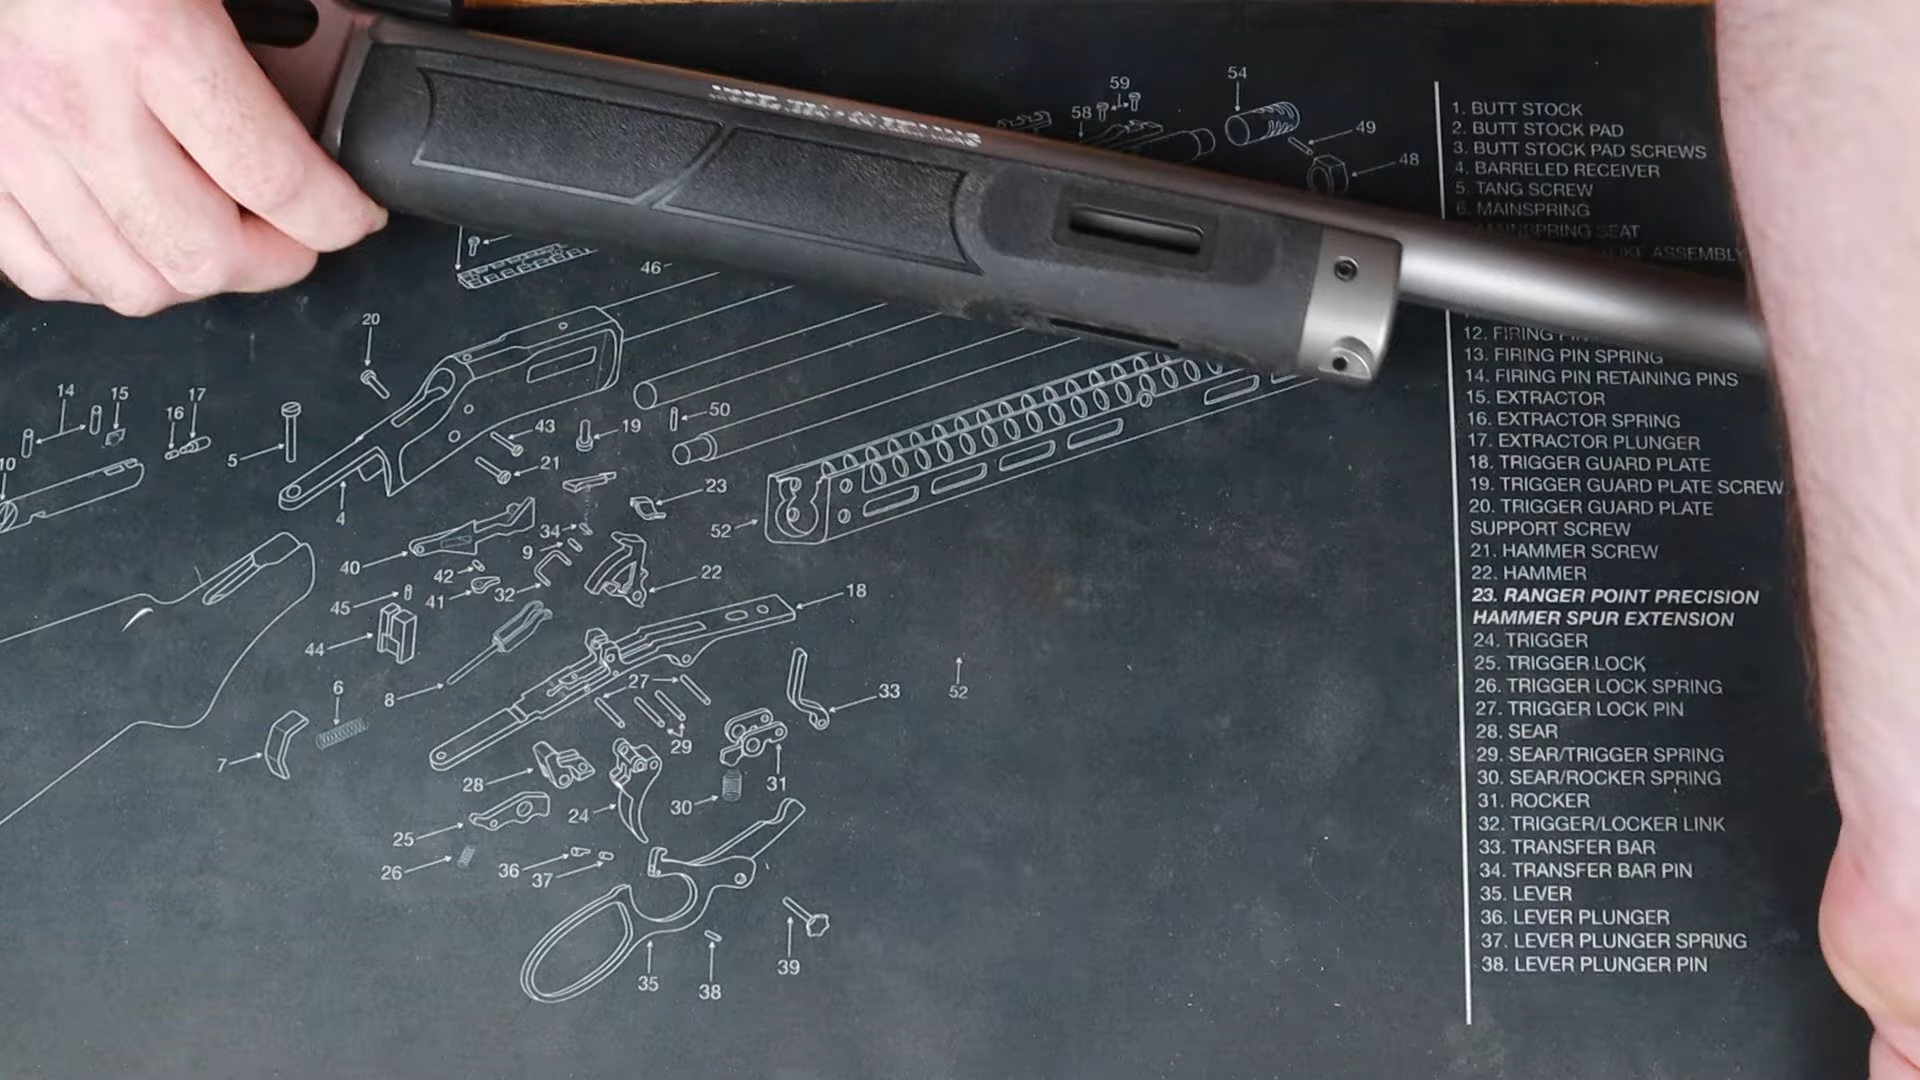 59
54
58
49
48
46
20
14
15
17
16
10
5
43
19
50
21
23
4
34
9
52
40
42
41
32
22
45
18
44
8
27
33
52
6
29
7
28
31
30
24
25
26
36
37
35
38
39
1. BUTT STOCK
2. BUTT STOCK PAD
3. BUTT STOCK PAD SCREWS
4. BARRELED RECEIVER
5. TANG SCREW
6. MAINSPRING
MAINSPRING SEAT
ASSEMBLY
12. FIRING
13. FIRING PIN SPRING
14. FIRING PIN RETAINING PINS
15. EXTRACTOR
16. EXTRACTOR SPRING
17. EXTRACTOR PLUNGER
18. TRIGGER GUARD PLATE
19. TRIGGER GUARD PLATE SCREW
20. TRIGGER GUARD PLATE
SUPPORT SCREW
21. HAMMER SCREW
22. HAMMER
23. RANGER POINT PRECISION
HAMMER SPUR EXTENSION
24. TRIGGER
25. TRIGGER LOCK
26. TRIGGER LOCK SPRING
27. TRIGGER LOCK PIN
28. SEAR
29. SEAR/TRIGGER SPRING
30. SEAR/ROCKER SPRING
31. ROCKER
32. TRIGGER/LOCKER LINK
33. TRANSFER BAR
34. TRANSFER BAR PIN
35. LEVER
36. LEVER PLUNGER
37. LEVER PLUNGER SPRING
38. LEVER PLUNGER PIN